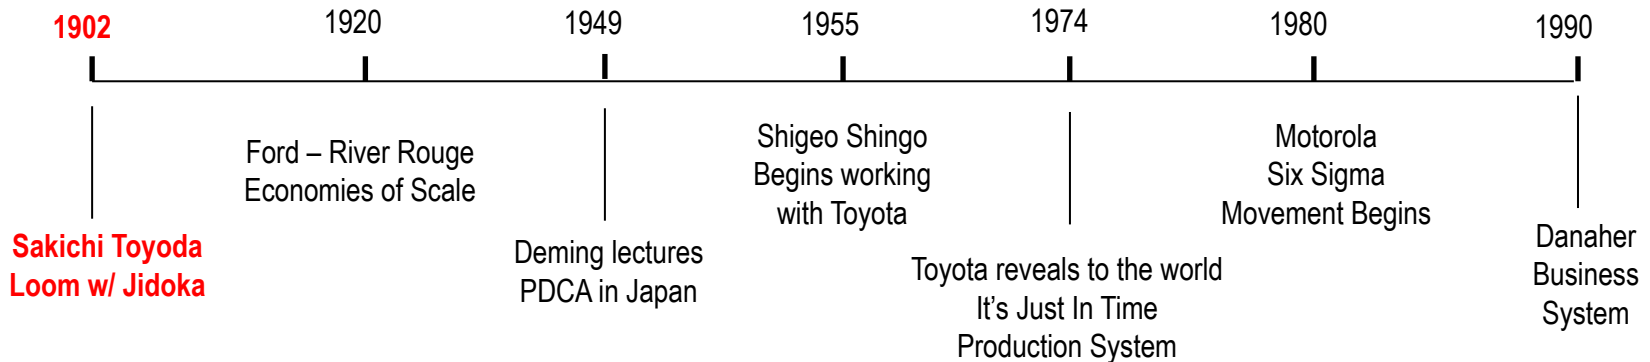 1902
1920
1949
1955
1974
1980
1990
Sakichi Toyoda
Loom w/ Jidoka
Ford – River Rouge
Economies of Scale
Deming lectures
PDCA in Japan
Shigeo Shingo
Begins working
with Toyota
Toyota reveals to the world
It’s Just In Time
Production System
Motorola
Six Sigma
Movement Begins
Danaher
Business
System